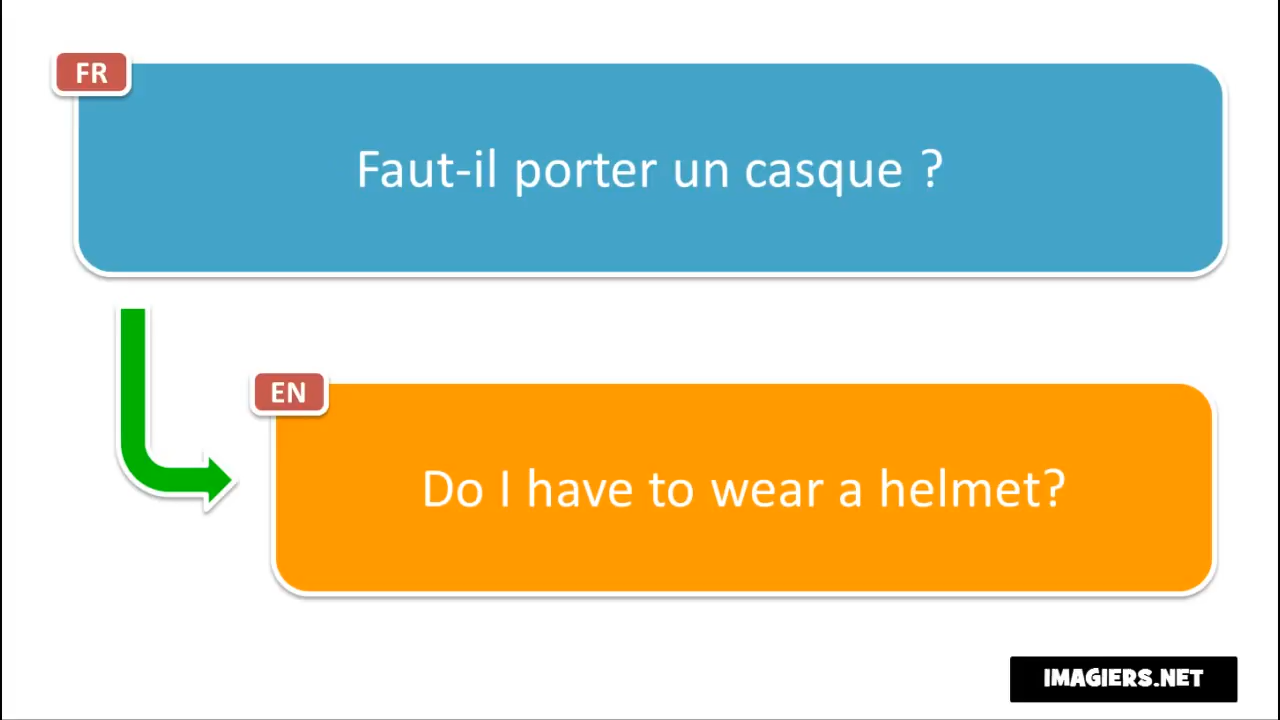 FR
Faut-il porter un casque ?
EN
Do I have to wear a helmet?
IMAGIERS.NET